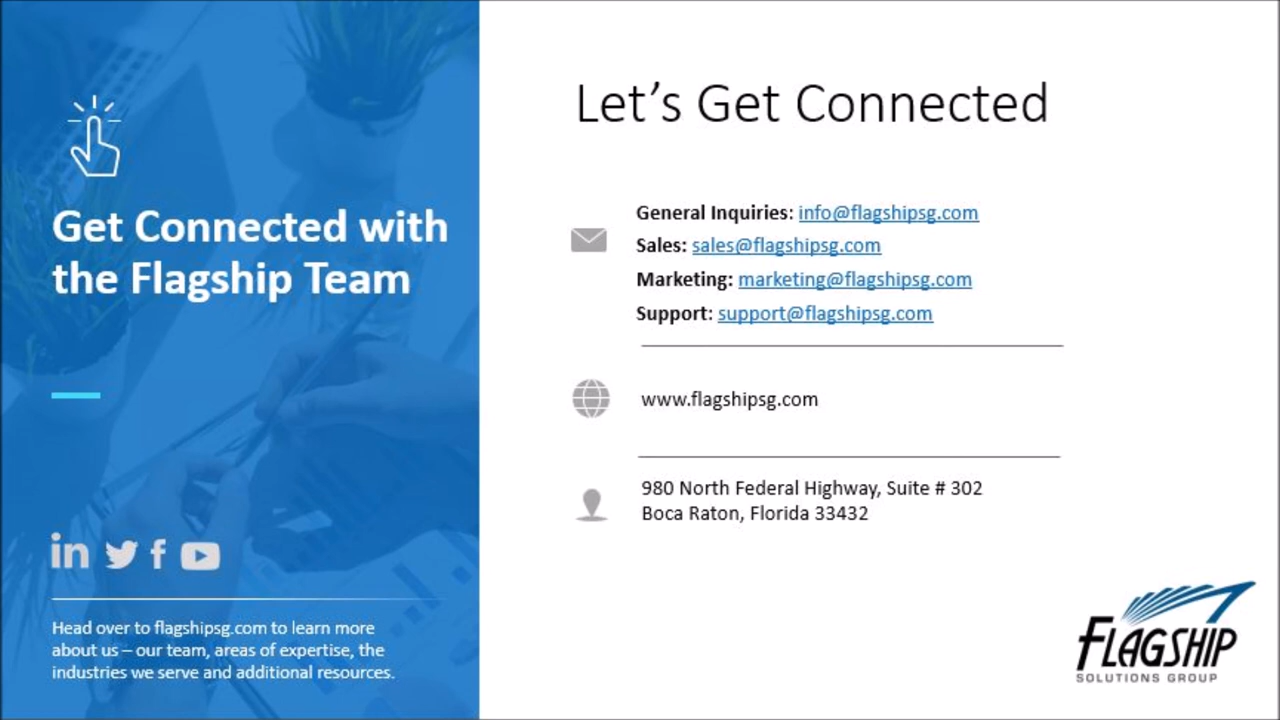 Get Connected with
the Flagship Team
in
f
Head over to flagshipsg.com to learn more
about us – our team, areas of expertise, the
industries we serve and additional resources.
Let's Get Connected
General Inquiries: info@flagshipsg.com
Sales: sales@flagshipsg.com
Marketing: marketing@flagshipsg.com
Support: support@flagshipsg.com
www.flagshipsg.com
980 North Federal Highway, Suite # 302
Boca Raton, Florida 33432
FLAGSHIP
SOLUTIONS GROUP